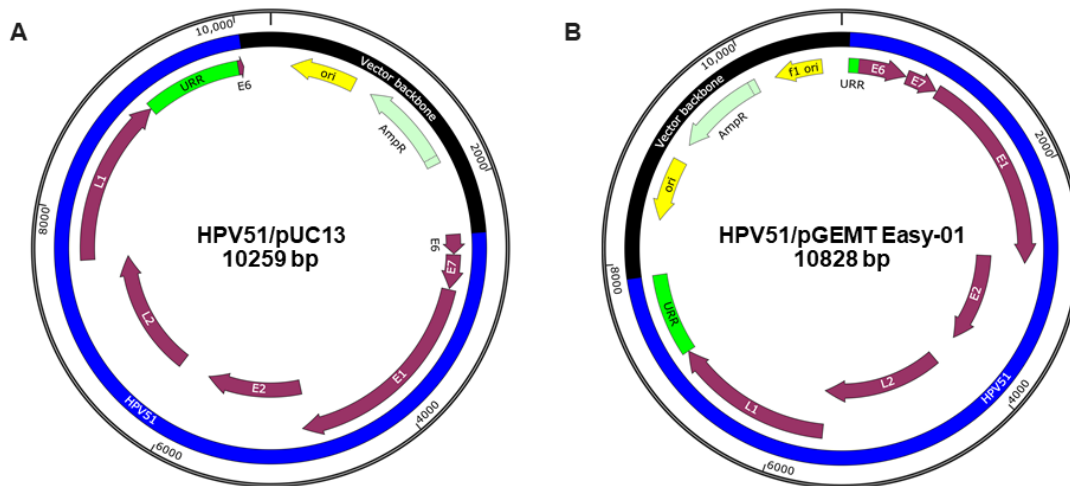 A
10,000
2000
4000
6000
8000
Vector backbone
ori
AmpR
E6
URR
L1
E6
E7
HPV51/pUC13
10259 bp
L2
E2
E1
HPV51
B
10,000
2000
4000
6000
8000
Vector backbone
f1 ori
URR
E6
E7
AmpR
ori
E1
HPV51/pGEMT Easy-01
10828 bp
E2
URR
L2
L1
HPV51